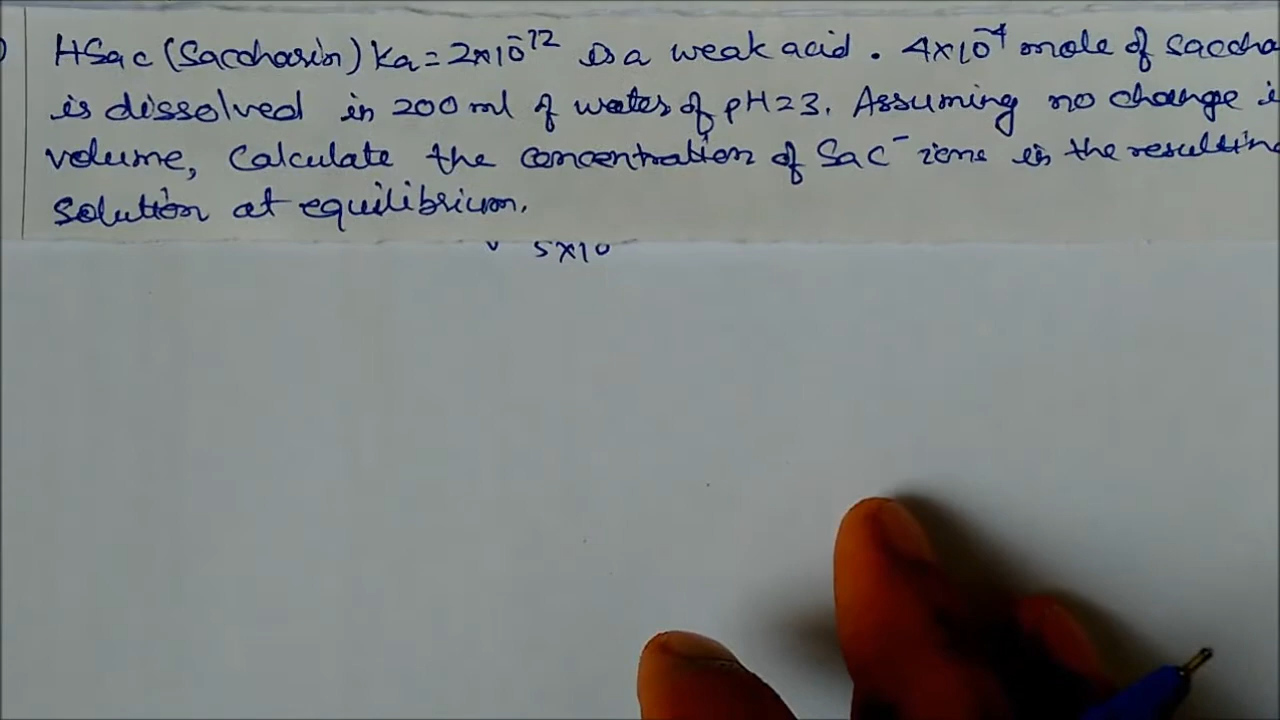 HSac (Saccharin) Ka = 2×10⁻¹² is a weak acid. 4×10⁻⁴ mole of saccha
is dissolved in 200 ml of water of pH=3. Assuming no change i
volume, Calculate the concentration of Sac⁻ ions in the resulting
solution at equilibrium.
5×10